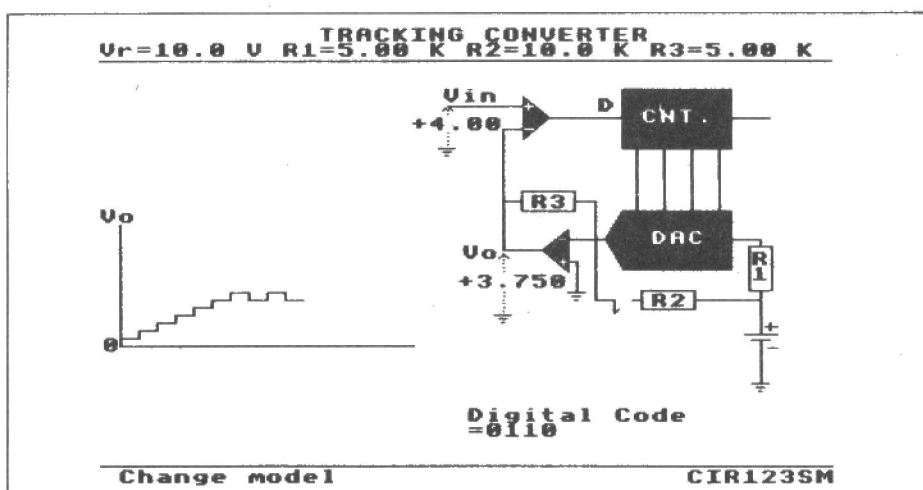 TRACKING CONVERTER
Vr=10.0 V R1=5.00 K R2=10.0 K R3=5.00 K
Vin
+4.00
D
CNT.
R3
Vo
DAC
R1
Vo
+3.750
R2
+
-
0
Digital Code
=0110
Change model
CIR123SM